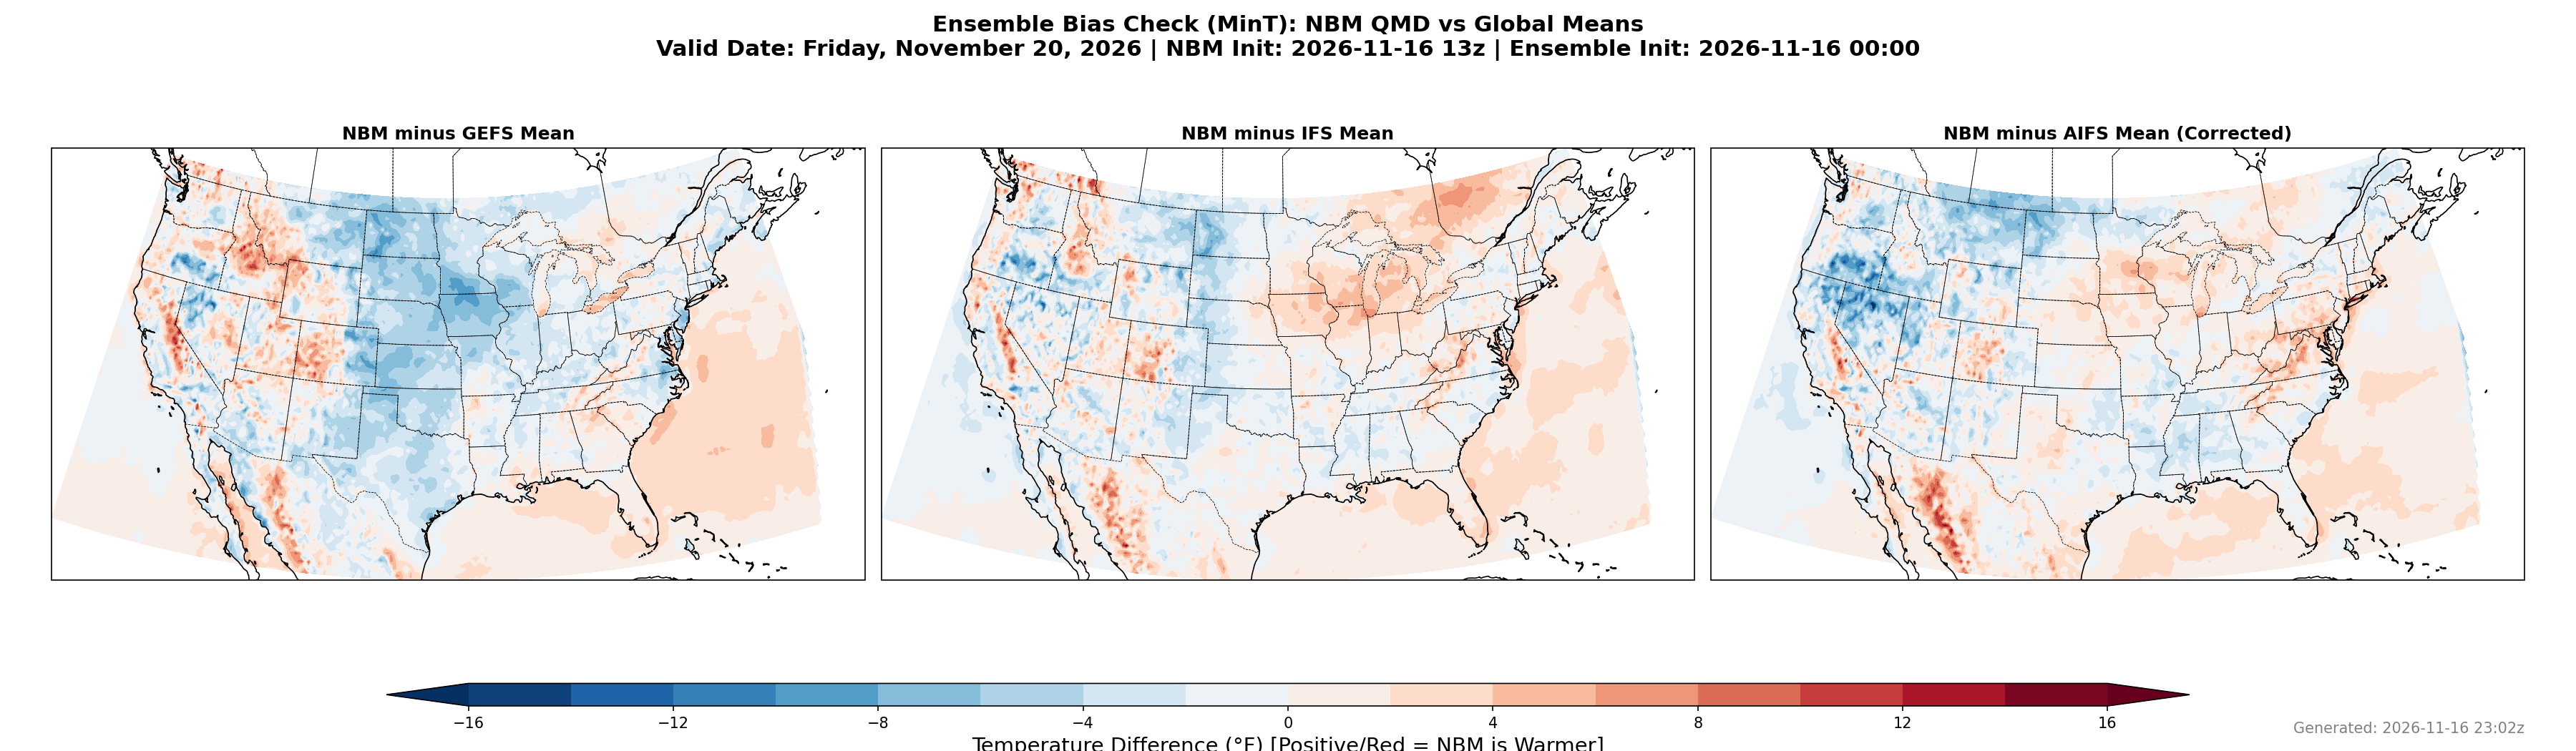 Ensemble Bias Check (MinT): NBM QMD vs Global Means
Valid Date: Friday, November 20, 2026 | NBM Init: 2026-11-16 13z | Ensemble Init: 2026-11-16 00:00
NBM minus GEFS Mean
NBM minus IFS Mean
NBM minus AIFS Mean (Corrected)
−16 −12 −8 −4 0 4 8 12 16
Temperature Difference (°F) [Positive/Red = NBM is Warmer]
Generated: 2026-11-16 23:02z